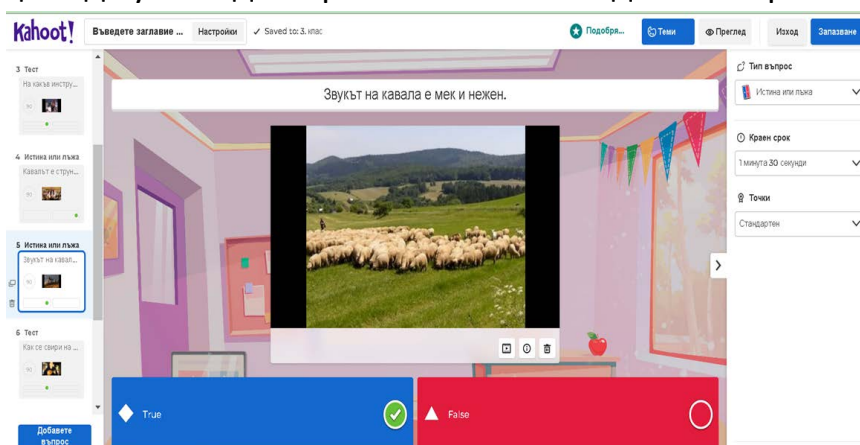 Kahoot!
Въведете заглавие ...
Настройки
✓ Saved to: 3. клас
Подобря...
Теми
Преглед
Изход
Запазване
3 Тест
На какъв инстру...
4 Истина или лъжа
Кавалът е струн...
5 Истина или лъжа
Звукът на кавал...
6 Тест
Как се свири на ...
Добавете
въпрос
Звукът на кавала е мек и нежен.
True
False
Тип въпрос
Истина или лъжа
Краен срок
1 минута 30 секунди
Точки
Стандартен